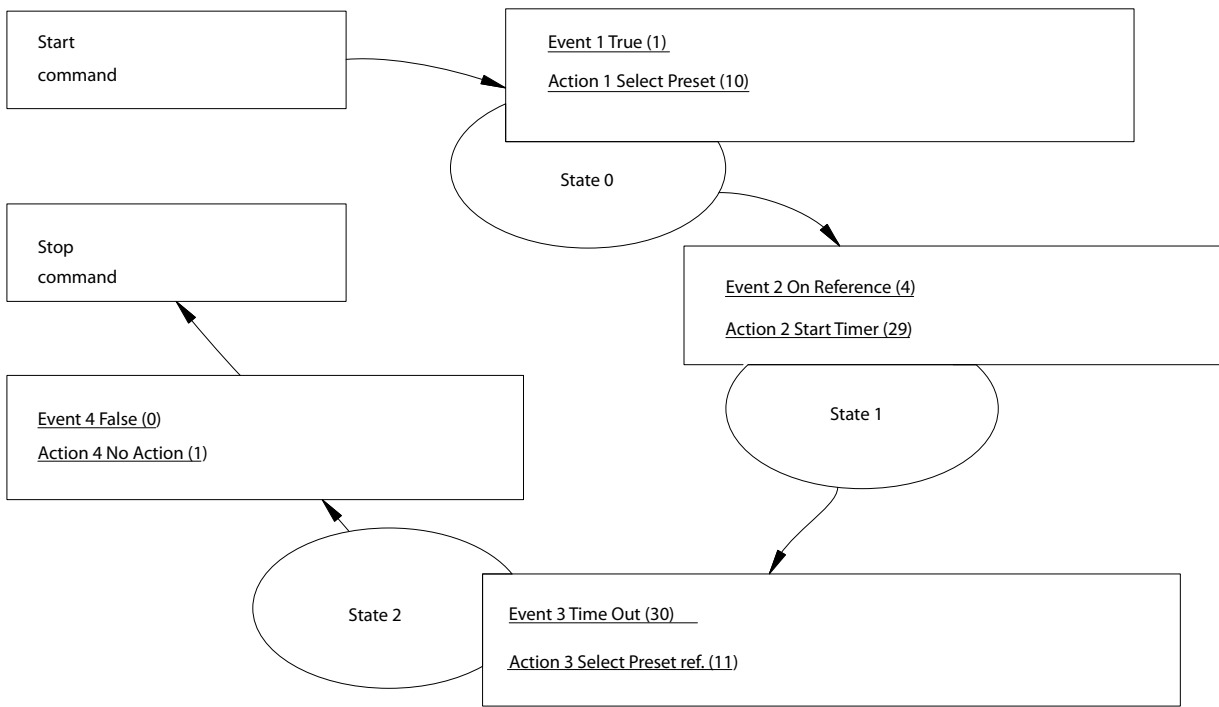 Start
command
Event 1 True (1)
Action 1 Select Preset (10)
State 0
Stop
command
Event 2 On Reference (4)
Action 2 Start Timer (29)
State 1
Event 4 False (0)
Action 4 No Action (1)
State 2
Event 3 Time Out (30)
Action 3 Select Preset ref. (11)